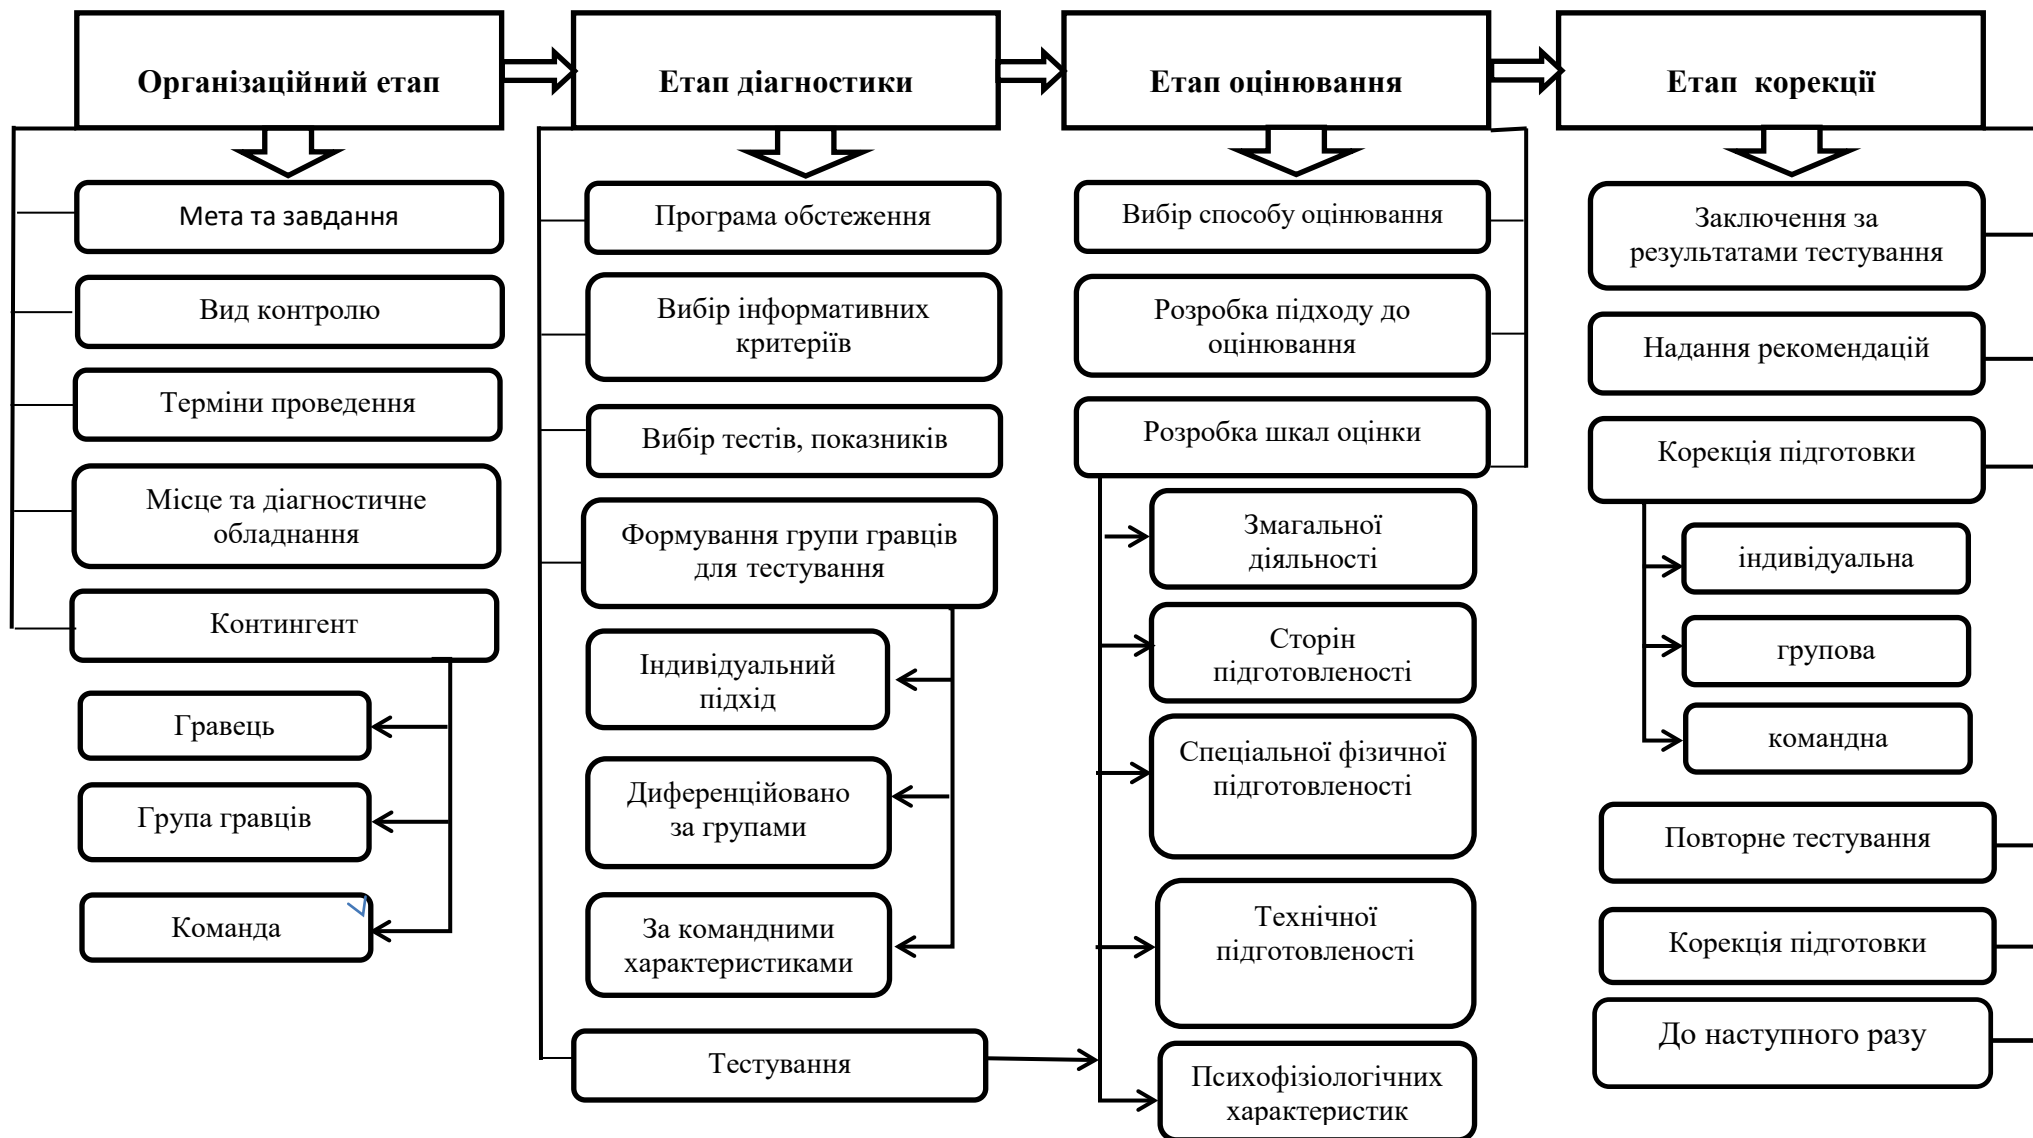 Організаційний етап
Мета та завдання
Вид контролю
Терміни проведення
Місце та діагностичне
обладнання
Контингент
Гравець
Група гравців
Команда
Етап діагностики
Програма обстеження
Вибір інформативних
критеріїв
Вибір тестів, показників
Формування групи гравців
для тестування
Індивідуальний
підхід
Диференційовано
за групами
За командними
характеристиками
Тестування
Етап оцінювання
Вибір способу оцінювання
Розробка підходу до
оцінювання
Розробка шкал оцінки
Змагальної
діяльності
Сторін
підготовленості
Спеціальної фізичної
підготовленості
Технічної
підготовленості
Психофізіологічних
характеристик
Етап корекції
Заключення за
результатами тестування
Надання рекомендацій
Корекція підготовки
індивідуальна
групова
командна
Повторне тестування
Корекція підготовки
До наступного разу